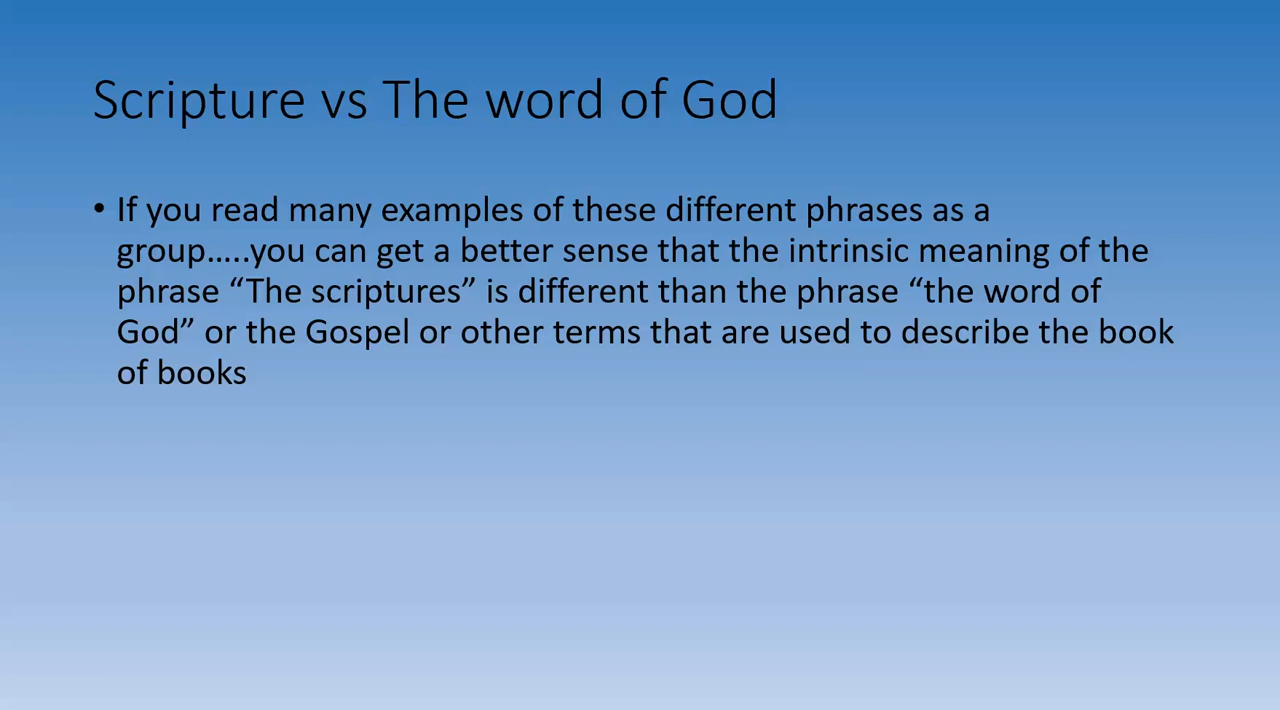 Scripture vs The word of God
• If you read many examples of these different phrases as a
group…..you can get a better sense that the intrinsic meaning of the
phrase “The scriptures” is different than the phrase “the word of
God” or the Gospel or other terms that are used to describe the book
of books